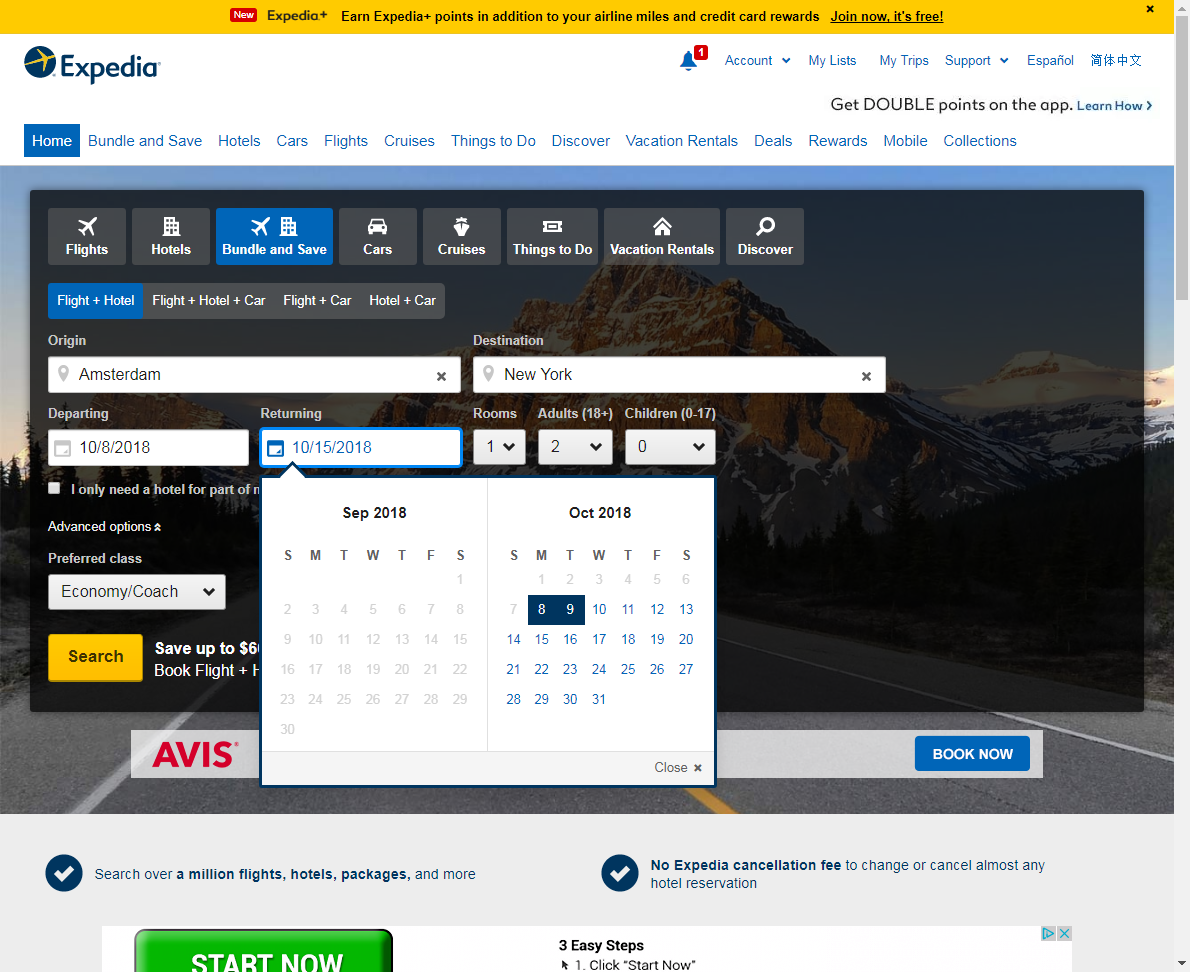 New Expedia+ Earn Expedia+ points in addition to your airline miles and credit card rewards Join now, it's free!
Expedia
1 Account My Lists My Trips Support Español 简体中文
Get DOUBLE points on the app. Learn How
Home Bundle and Save Hotels Cars Flights Cruises Things to Do Discover Vacation Rentals Deals Rewards Mobile Collections
Flights Hotels Bundle and Save Cars Cruises Things to Do Vacation Rentals Discover
Flight + Hotel Flight + Hotel + Car Flight + Car Hotel + Car
Origin Destination
Amsterdam New York
Departing Returning Rooms Adults (18+) Children (0-17)
10/8/2018 10/15/2018 1 2 0
I only need a hotel for part of
Advanced options
Preferred class
Economy/Coach
Search
Save up to $6
Book Flight +
Sep 2018
S M T W T F S
1
2 3 4 5 6 7 8
9 10 11 12 13 14 15
16 17 18 19 20 21 22
23 24 25 26 27 28 29
30
Oct 2018
S M T W T F S
1 2 3 4 5 6
7 8 9 10 11 12 13
14 15 16 17 18 19 20
21 22 23 24 25 26 27
28 29 30 31
Close
AVIS BOOK NOW
Search over a million flights, hotels, packages, and more
No Expedia cancellation fee to change or cancel almost any
hotel reservation
START NOW
3 Easy Steps
1. Click "Start Now"